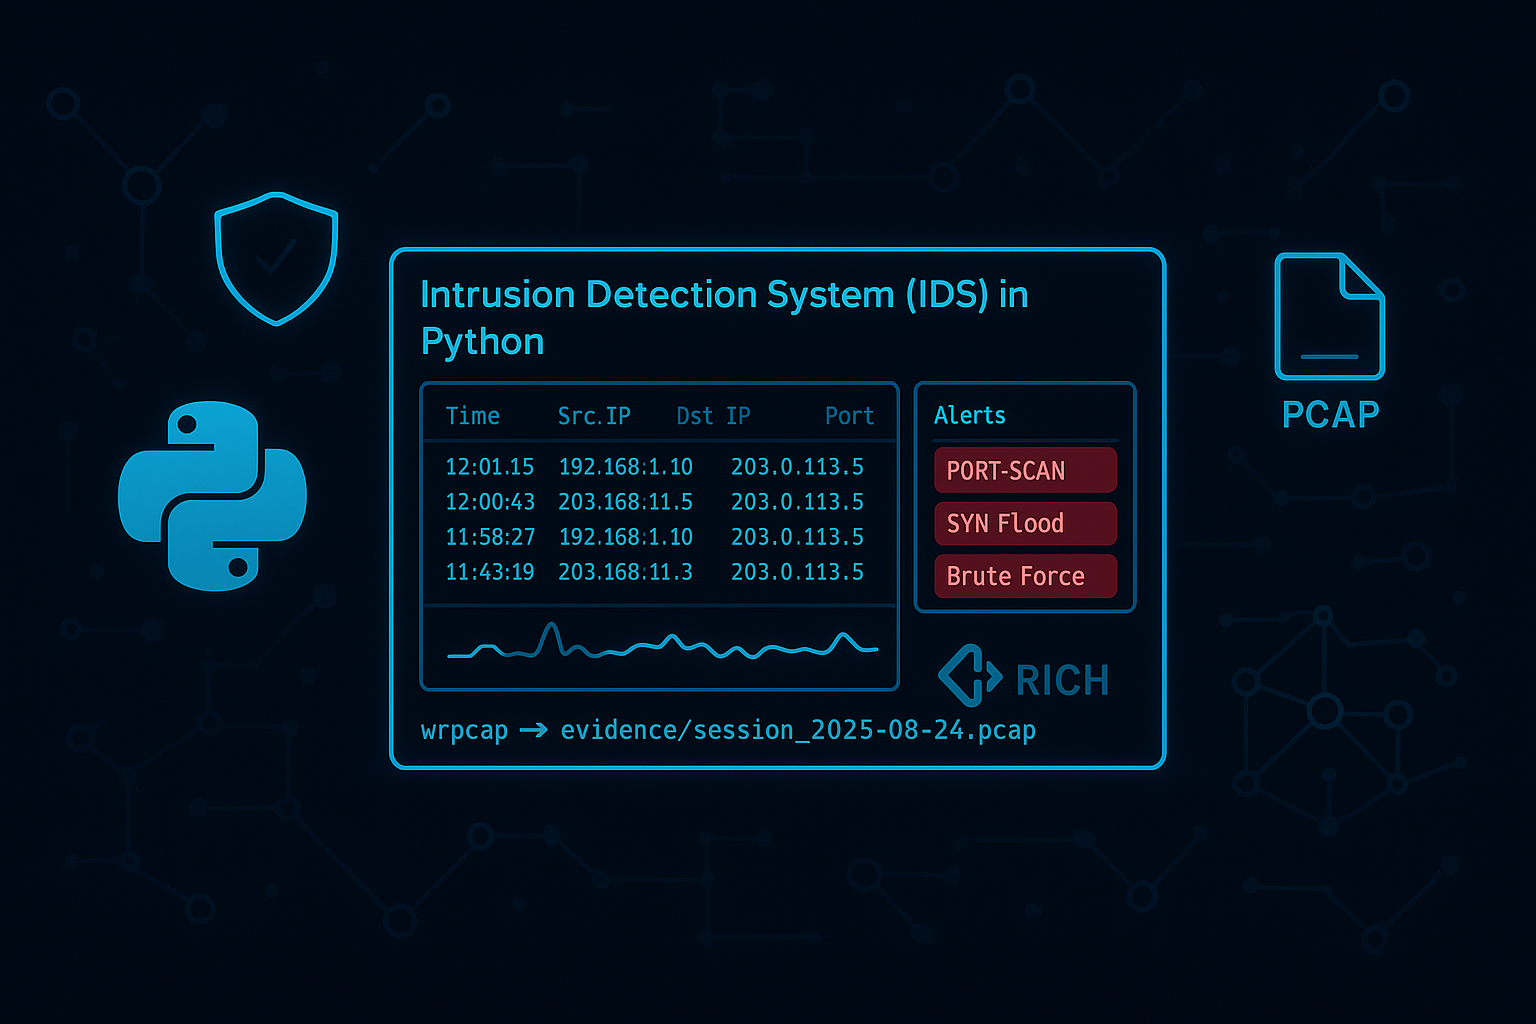 Intrusion Detection System (IDS) in
Python
Time Src.IP Dst IP Port
12:01.15 192.168:1.10 203.0.113.5
12:00:43 203.168:11.5 203.0.113.5
11:58:27 192.168:1.10 203.0.113.5
11:43:19 203.168:11.3 203.0.113.5
Alerts
PORT-SCAN
SYN Flood
Brute Force
RICH
wrpcap → evidence/session_2025-08-24.pcap
PCAP